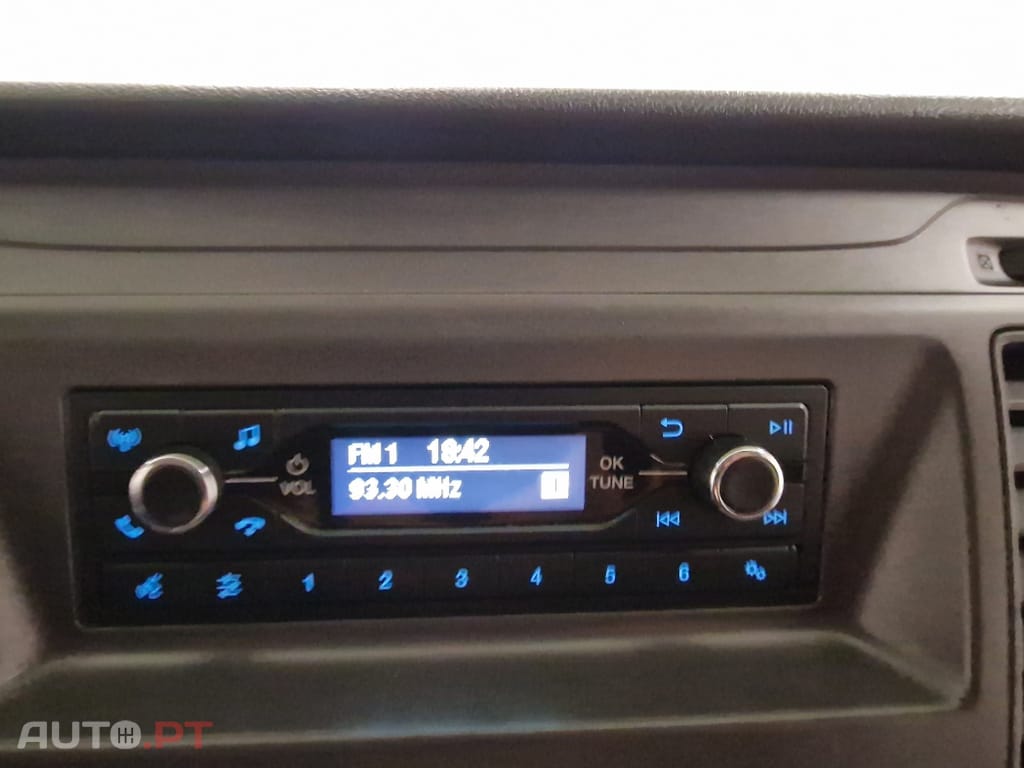 FM1 18:42
93.30 MHz
VOL
OK
TUNE
1 2 3 4 5 6
AUTO.PT